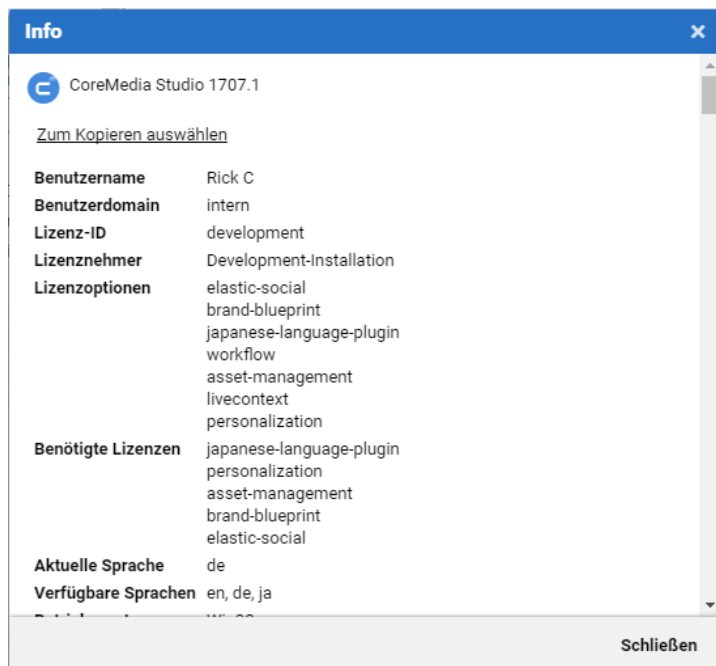 Info
CoreMedia Studio 1707.1
Zum Kopieren auswählen
Benutzername Rick C
Benutzerdomain intern
Lizenz-ID development
Lizenznehmer Development-Installation
Lizenzoptionen elastic-social
brand-blueprint
japanese-language-plugin
workflow
asset-management
livecontext
personalization
Benötigte Lizenzen japanese-language-plugin
personalization
asset-management
brand-blueprint
elastic-social
Aktuelle Sprache de
Verfügbare Sprachen en, de, ja
Schließen